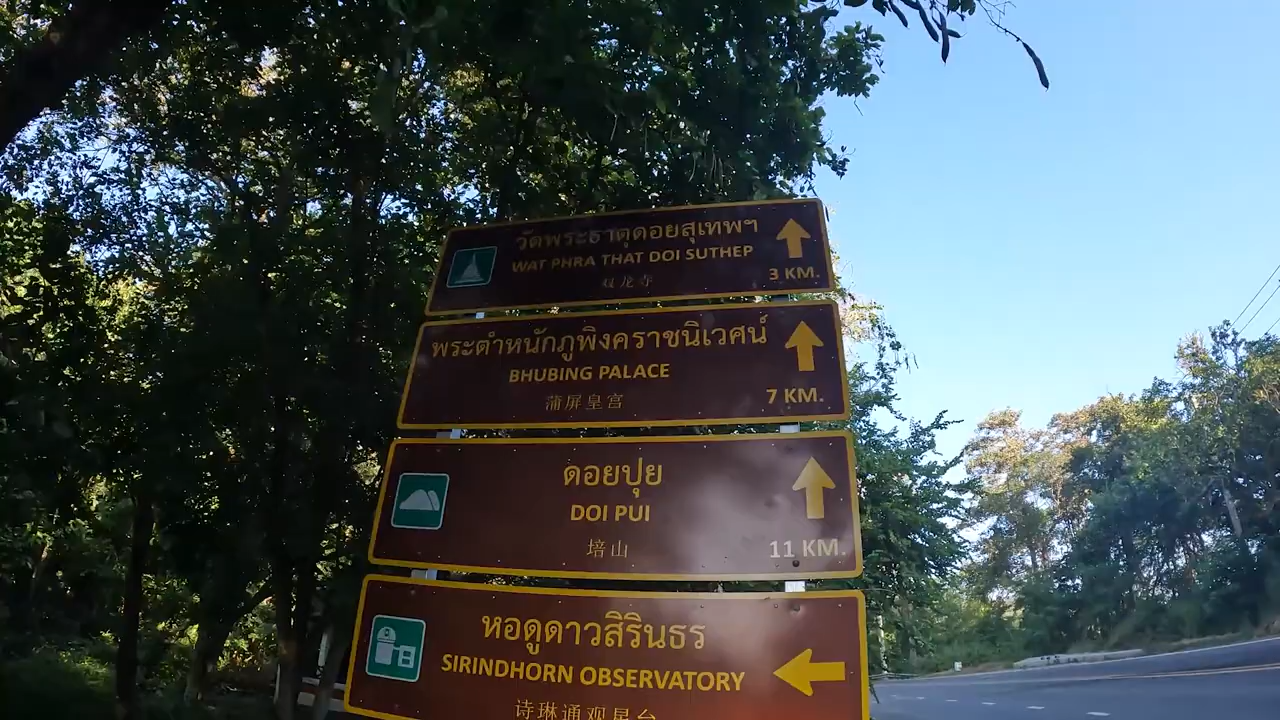 วัดพระธาตุดอยสุเทพฯ
WAT PHRA THAT DOI SUTHEP
双龙寺
3 KM.
พระตำหนักภูพิงคราชนิเวศน์
BHUBING PALACE
蒲屏皇宫
7 KM.
ดอยปุย
DOI PUI
培山
11 KM.
หอดูดาวสิรินธร
SIRINDHORN OBSERVATORY
诗琳通观星台